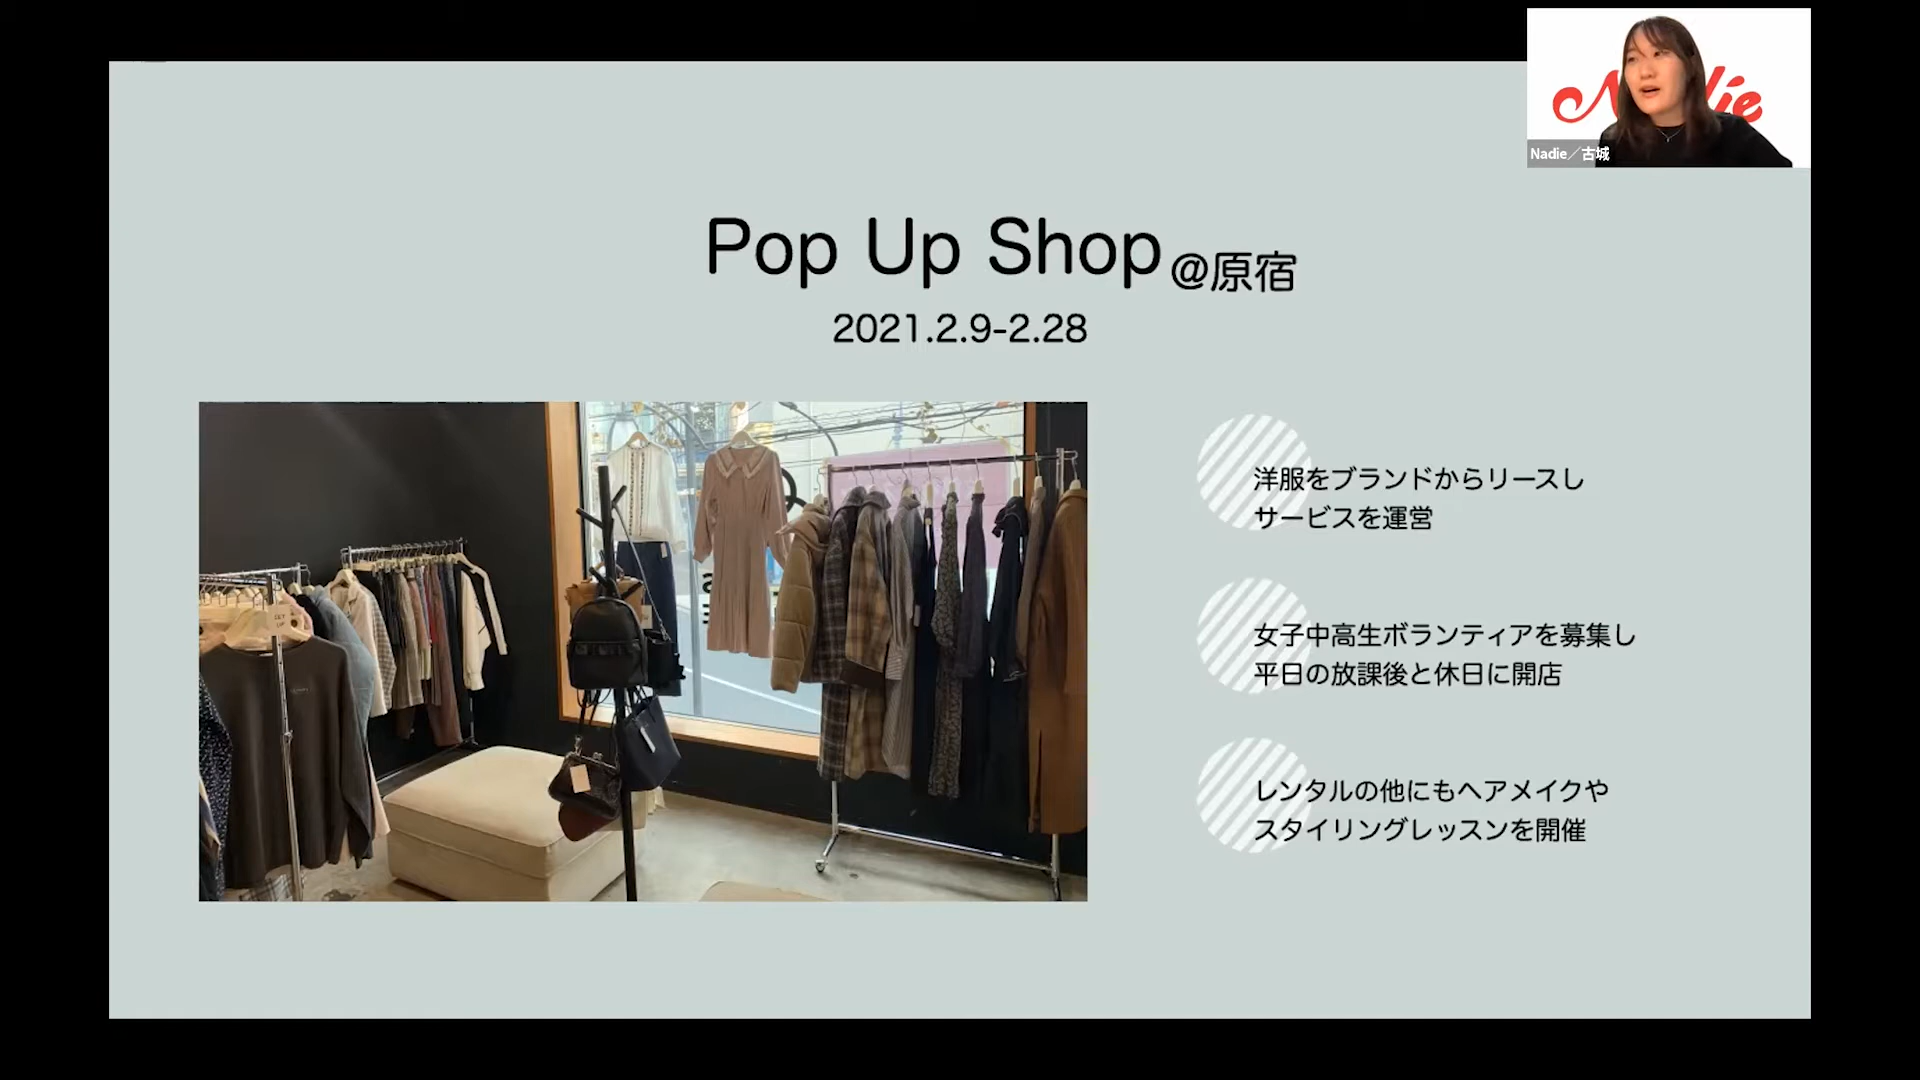 Nadie／古城
Pop Up Shop @原宿
2021.2.9-2.28
洋服をブランドからリースし
サービスを運営
女子中高生ボランティアを募集し
平日の放課後と休日に開店
レンタルの他にもヘアメイクや
スタイリングレッスンを開催